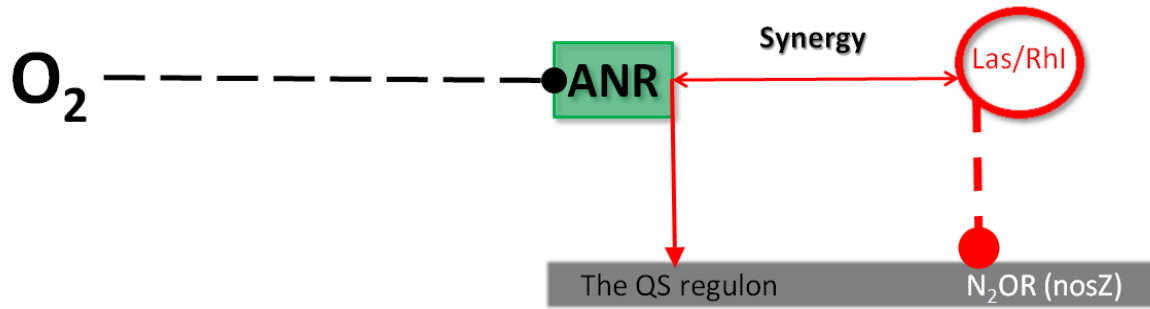 Synergy
O₂
ANR
Las/Rhl
The QS regulon
N₂OR (nosZ)